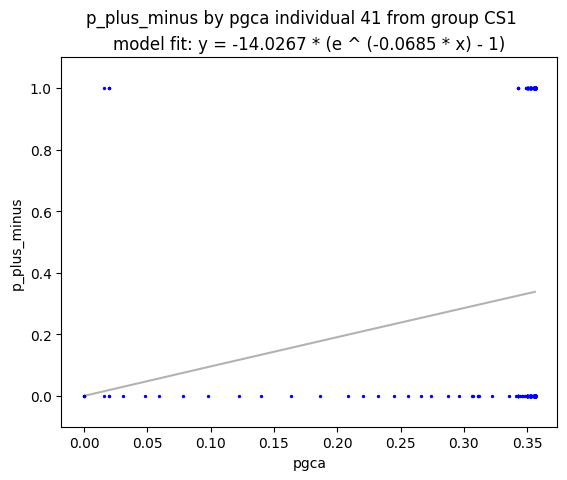 p_plus_minus by pgca individual 41 from group CS1
model fit: y = -14.0267 * (e ^ (-0.0685 * x) - 1)
1.0
0.8
0.6
0.4
0.2
0.0
p_plus_minus
0.00 0.05 0.10 0.15 0.20 0.25 0.30 0.35
pgca